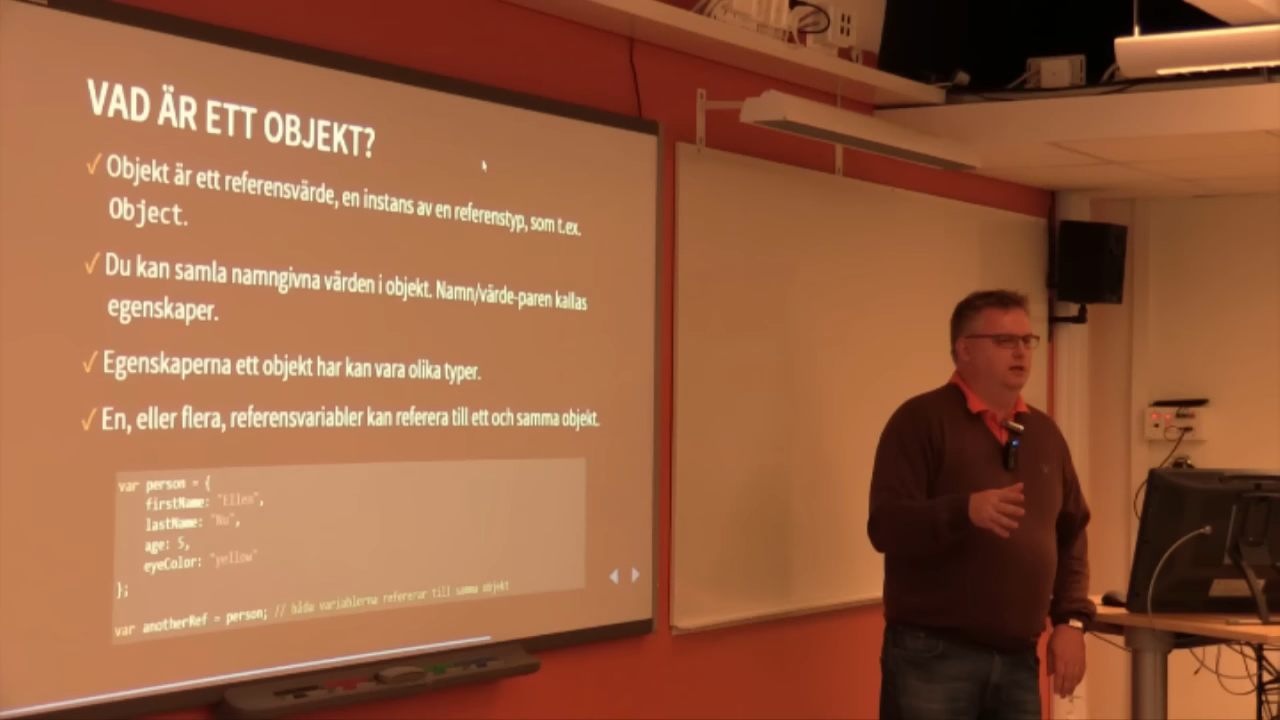 VAD ÄR ETT OBJEKT?
✓ Objekt är ett referensvärde, en instans av en referenstyp, som t.ex.
Object.
✓ Du kan samla namngivna värden i objekt. Namn/värde-paren kallas
egenskaper.
✓ Egenskaperna ett objekt har kan vara olika typer.
✓ En, eller flera, referensvariabler kan referera till ett och samma objekt.
var person = {
firstName: "Ellen",
lastName: "Nu",
age: 5,
eyeColor: "yellow"
};
var anotherRef = person; // båda variablerna refererar till samma objekt